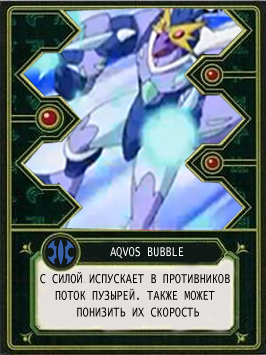 AQVOS BUBBLE
С СИЛОЙ ИСПУСКАЕТ В ПРОТИВНИКОВ
ПОТОК ПУЗЫРЕЙ. ТАКЖЕ МОЖЕТ
ПОНИЗИТЬ ИХ СКОРОСТЬ